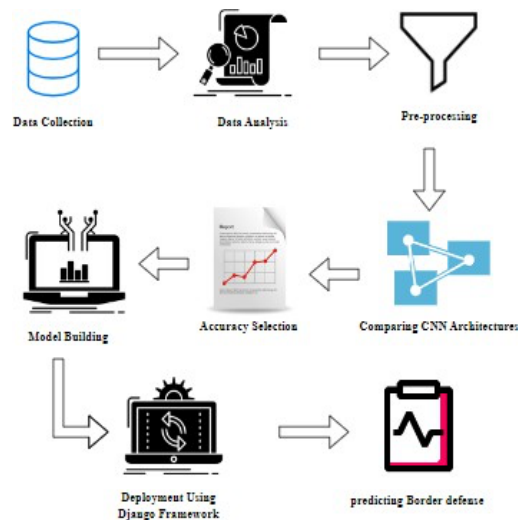 Data Collection
Data Analysis
Pre-processing
Report
Model Building
Accuracy Selection
Comparing CNN Architectures
Deployment Using
Django Framework
predicting Border defense